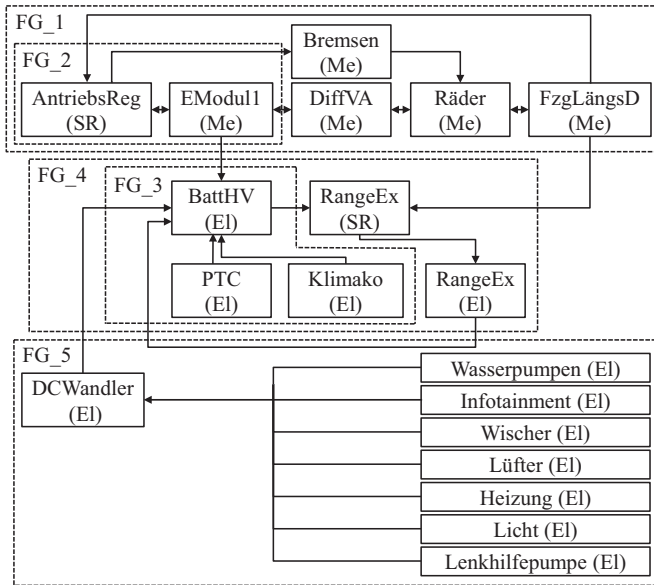 FG_1
FG_2
Bremsen
(Me)
AntriebsReg
(SR)
EModul1
(Me)
DiffVA
(Me)
Räder
(Me)
FzgLängsD
(Me)
FG_4
FG_3
BattHV
(El)
RangeEx
(SR)
PTC
(El)
Klimako
(El)
RangeEx
(El)
FG_5
DCWandler
(El)
Wasserpumpen (El)
Infotainment (El)
Wischer (El)
Lüfter (El)
Heizung (El)
Licht (El)
Lenkhilfepumpe (El)